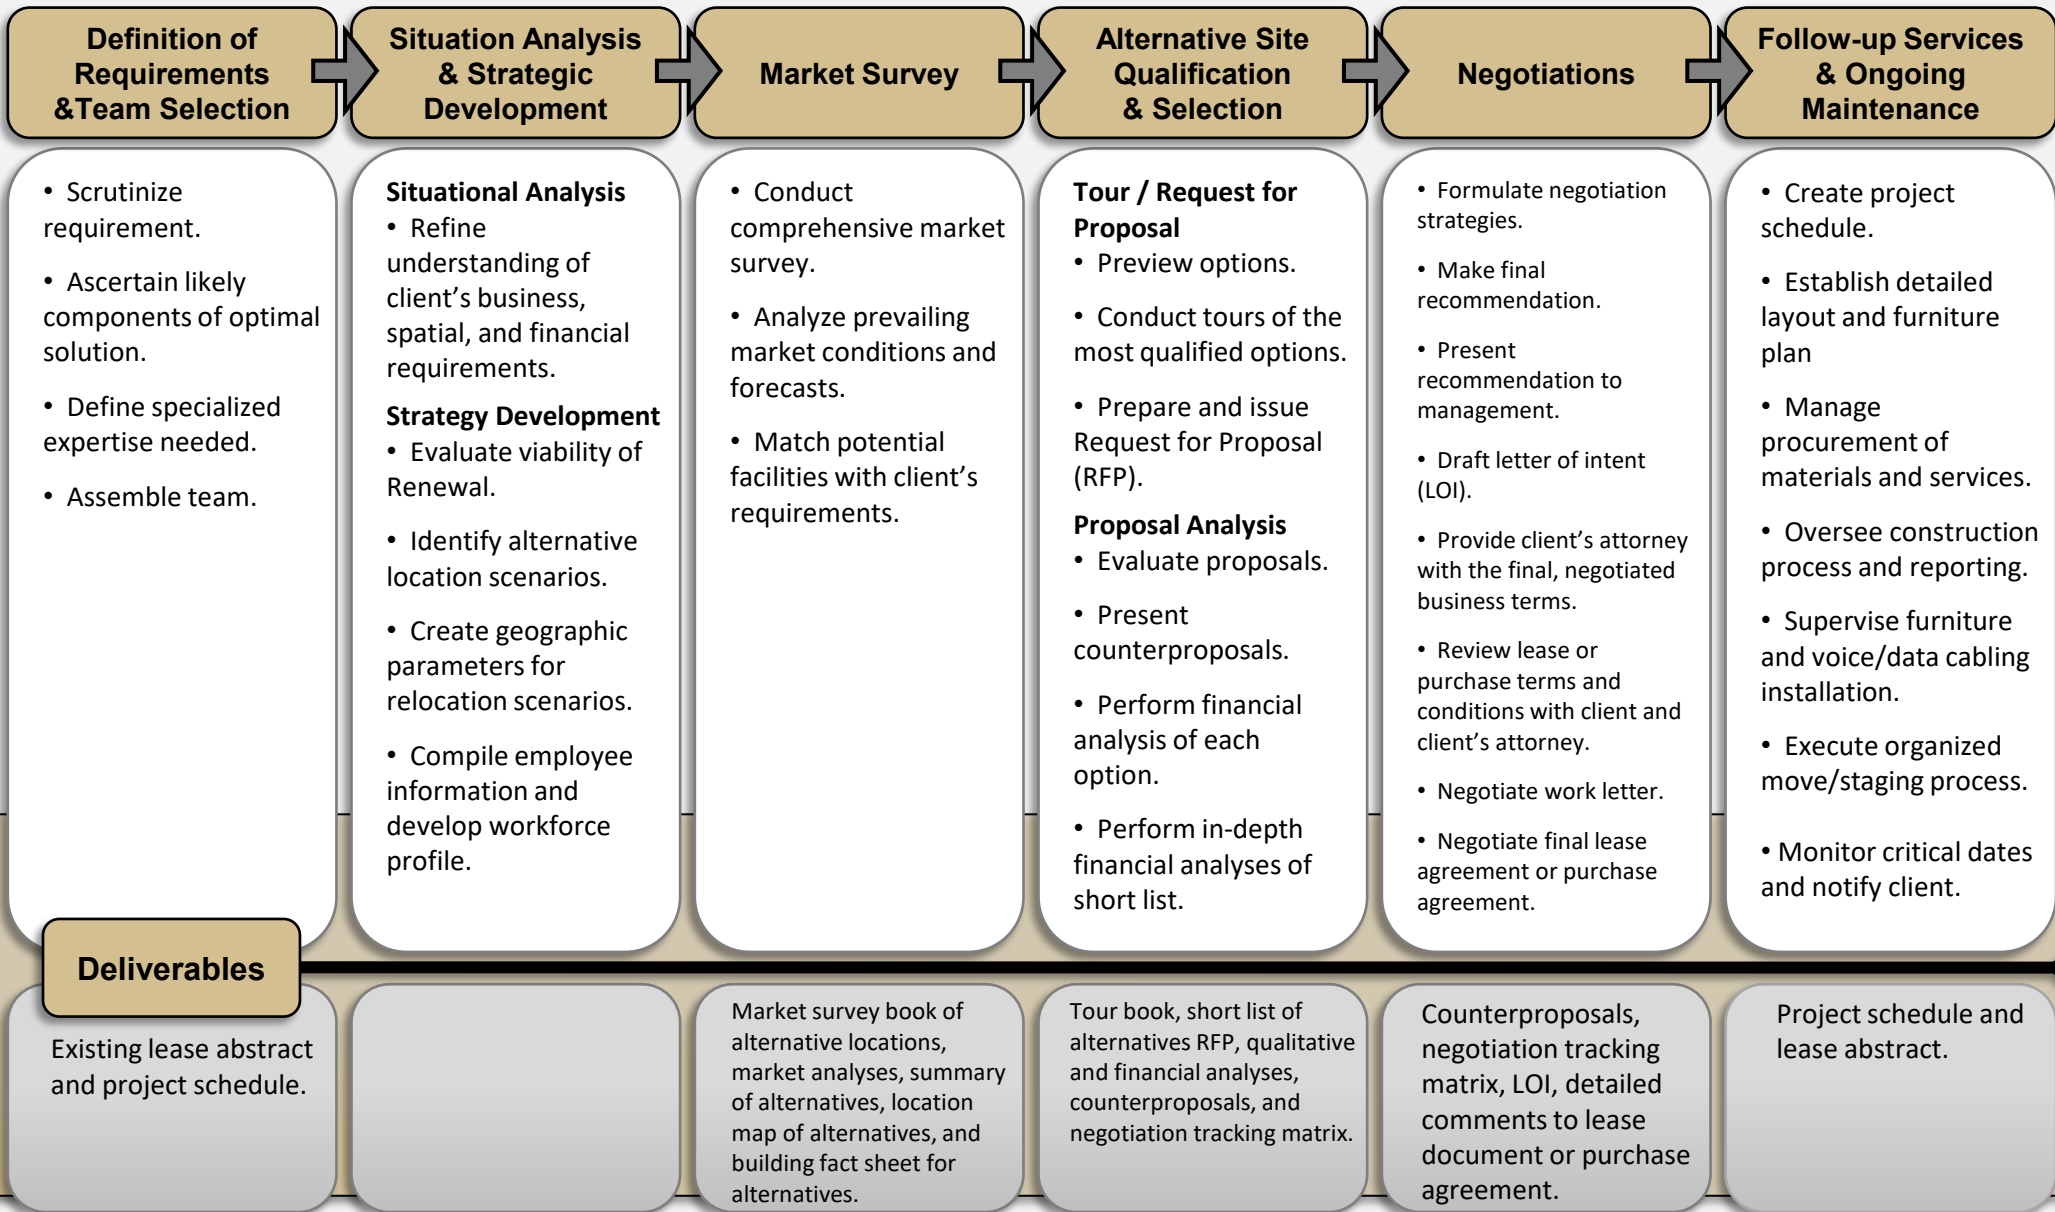 Definition of
Requirements
&Team Selection
Situation Analysis
& Strategic
Development
Market Survey
Alternative Site
Qualification
& Selection
Negotiations
Follow-up Services
& Ongoing
Maintenance
• Scrutinize
requirement.
• Ascertain likely
components of optimal
solution.
• Define specialized
expertise needed.
• Assemble team.
Situational Analysis
• Refine
understanding of
client’s business,
spatial, and financial
requirements.
Strategy Development
• Evaluate viability of
Renewal.
• Identify alternative
location scenarios.
• Create geographic
parameters for
relocation scenarios.
• Compile employee
information and
develop workforce
profile.
• Conduct
comprehensive market
survey.
• Analyze prevailing
market conditions and
forecasts.
• Match potential
facilities with client’s
requirements.
Tour / Request for
Proposal
• Preview options.
• Conduct tours of the
most qualified options.
• Prepare and issue
Request for Proposal
(RFP).
Proposal Analysis
• Evaluate proposals.
• Present
counterproposals.
• Perform financial
analysis of each
option.
• Perform in-depth
financial analyses of
short list.
• Formulate negotiation
strategies.
• Make final
recommendation.
• Present
recommendation to
management.
• Draft letter of intent
(LOI).
• Provide client’s attorney
with the final, negotiated
business terms.
• Review lease or
purchase terms and
conditions with client and
client’s attorney.
• Negotiate work letter.
• Negotiate final lease
agreement or purchase
agreement.
• Create project
schedule.
• Establish detailed
layout and furniture
plan
• Manage
procurement of
materials and services.
• Oversee construction
process and reporting.
• Supervise furniture
and voice/data cabling
installation.
• Execute organized
move/staging process.
• Monitor critical dates
and notify client.
Deliverables
Existing lease abstract
and project schedule.
Market survey book of
alternative locations,
market analyses, summary
of alternatives, location
map of alternatives, and
building fact sheet for
alternatives.
Tour book, short list of
alternatives RFP, qualitative
and financial analyses,
counterproposals, and
negotiation tracking matrix.
Counterproposals,
negotiation tracking
matrix, LOI, detailed
comments to lease
document or purchase
agreement.
Project schedule and
lease abstract.